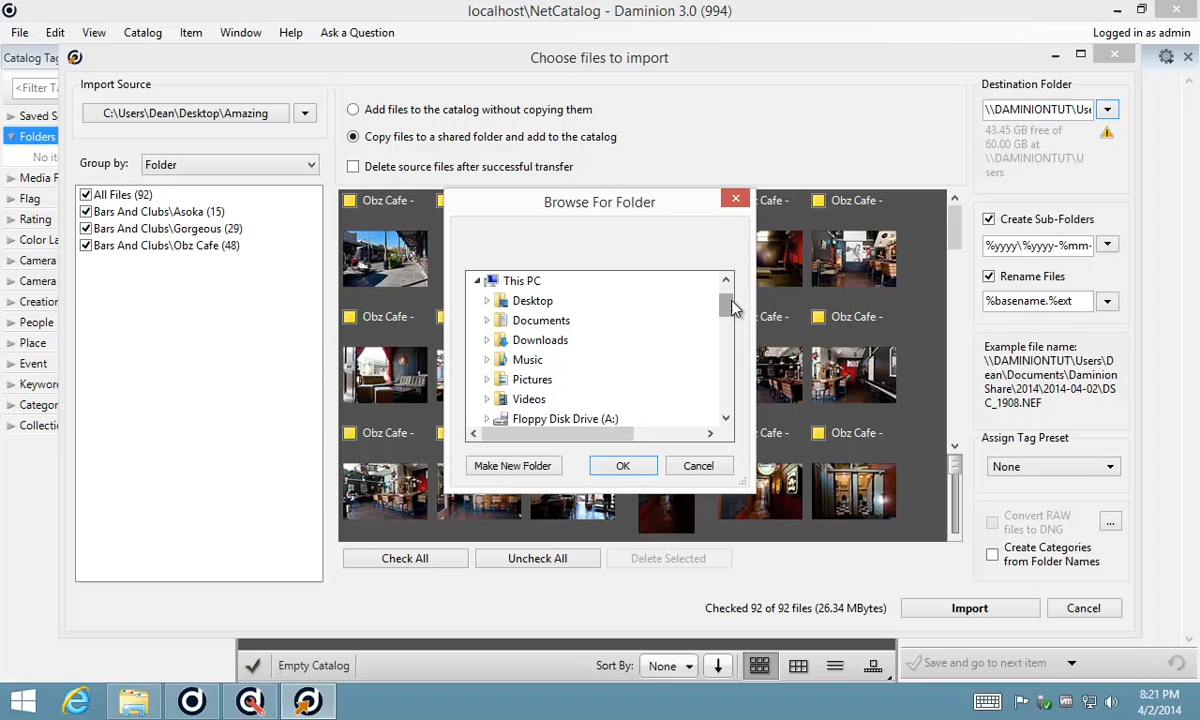 localhost\NetCatalog - Daminion 3.0 (994)
File Edit View Catalog Item Window Help Ask a Question
Logged in as admin
Catalog Tag
Choose files to import
<Filter T
Saved S
Folders
No it
Media F
Flag
Rating
Color La
Camera
Camera
Creation
People
Place
Event
Keywor
Categor
Collecti
Import Source
C:\Users\Dean\Desktop\Amazing
Group by: Folder
All Files (92)
Bars And Clubs\Asoka (15)
Bars And Clubs\Gorgeous (29)
Bars And Clubs\Obz Cafe (48)
Add files to the catalog without copying them
Copy files to a shared folder and add to the catalog
Delete source files after successful transfer
Obz Cafe - Obz Cafe -
Browse For Folder
This PC
Desktop
Documents
Downloads
Music
Pictures
Videos
Floppy Disk Drive (A:)
Make New Folder OK Cancel
Obz Cafe - Obz Cafe -
Obz Cafe - Obz Cafe -
Check All Uncheck All Delete Selected
Destination Folder
\\DAMINIONTUT\Use
43.45 GB free of
60.00 GB at
\\DAMINIONTUT\U
sers
Create Sub-Folders
%yyyy\%yyyy-%mm-
Rename Files
%basename.%ext
Example file name:
\\DAMINIONTUT\Users\D
ean\Documents\Daminion
Share\2014\2014-04-02\DS
C_1908.NEF
Assign Tag Preset
None
Convert RAW
files to DNG
...
Create Categories
from Folder Names
Checked 92 of 92 files (26.34 MBytes) Import Cancel
Empty Catalog
Sort By: None
Save and go to next item
8:21 PM
4/2/2014